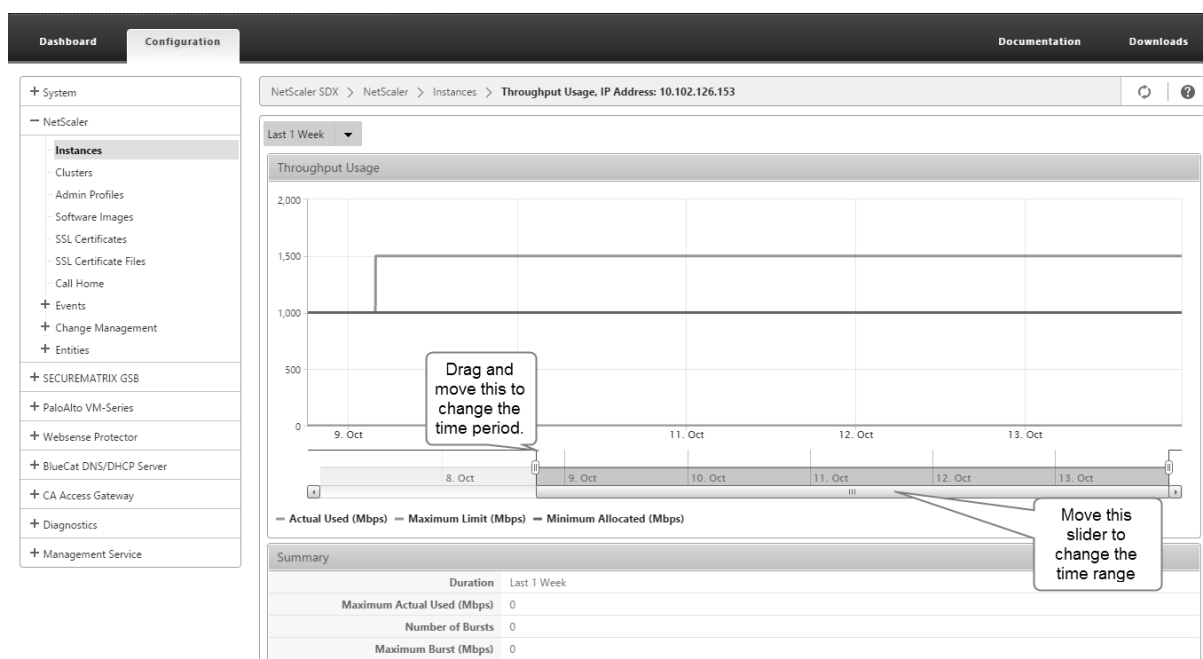 Dashboard
Configuration
Documentation
Downloads
+ System
− NetScaler
Instances
Clusters
Admin Profiles
Software Images
SSL Certificates
SSL Certificate Files
Call Home
+ Events
+ Change Management
+ Entities
+ SECUREMATRIX GSB
+ PaloAlto VM-Series
+ Websense Protector
+ BlueCat DNS/DHCP Server
+ CA Access Gateway
+ Diagnostics
+ Management Service
NetScaler SDX > NetScaler > Instances > Throughput Usage, IP Address: 10.102.126.153
Last 1 Week
Throughput Usage
2,000
1,500
1,000
500
0
Drag and
move this to
change the
time period.
9. Oct
11. Oct
12. Oct
13. Oct
8. Oct
9. Oct
10. Oct
11. Oct
12. Oct
13. Oct
Actual Used (Mbps) Maximum Limit (Mbps) Minimum Allocated (Mbps)
Move this
slider to
change the
time range
Summary
Duration Last 1 Week
Maximum Actual Used (Mbps) 0
Number of Bursts 0
Maximum Burst (Mbps) 0